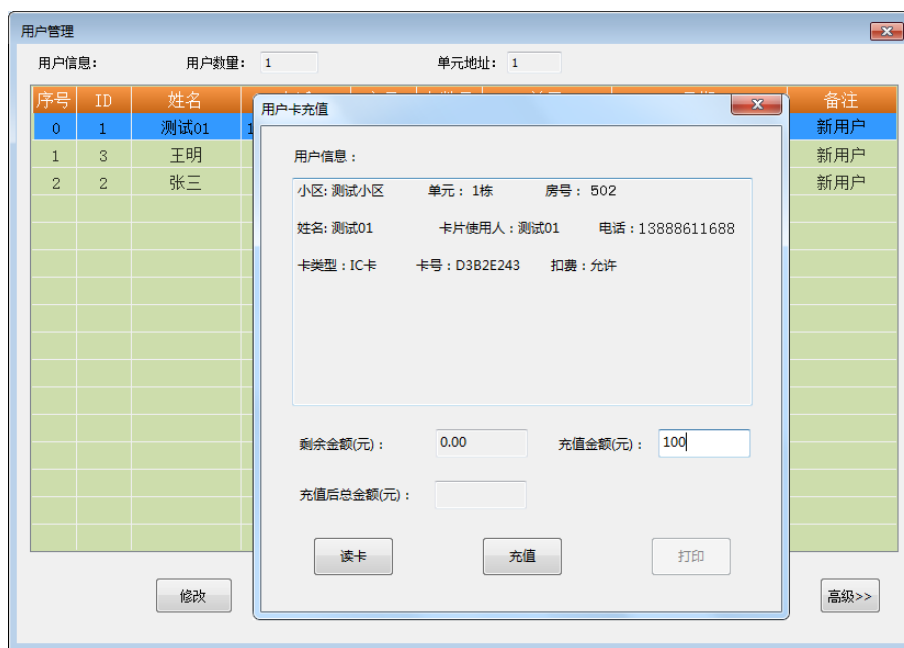 用户管理
用户信息： 用户数量： 1 单元地址： 1
序号 ID 姓名 备注
0 1 测试01 1 新用户
1 3 王明 新用户
2 2 张三 新用户
用户卡充值
用户信息：
小区: 测试小区 单元： 1栋 房号： 502
姓名: 测试01 卡片使用人：测试01 电话：13888611688
卡类型：IC卡 卡号：D3B2E243 扣费：允许
剩余金额(元)： 0.00 充值金额(元)： 100
充值后总金额(元)：
读卡 充值 打印
修改 高级>>